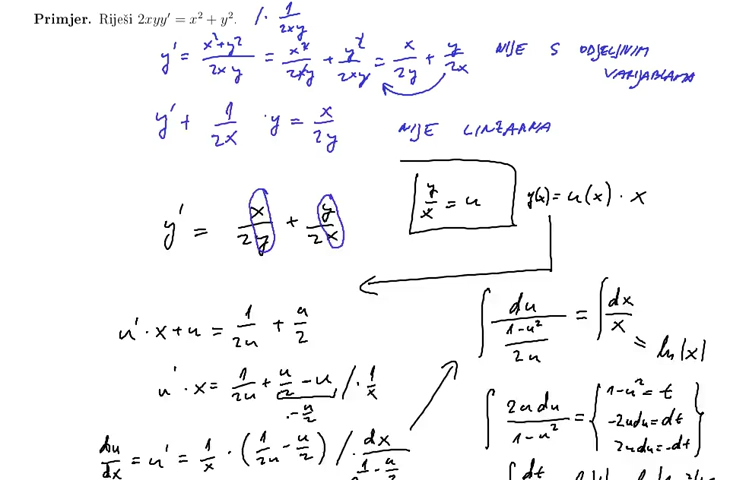 Primjer. Riješi 2xyy' = x² + y². / · 1/(2xy)
y' = (x²+y²)/(2xy) = x²/(2xy) + y²/(2xy) = x/(2y) + y/(2x) NIJE S ODJELJIVIM
VARIJABLAMA
y' + 1/(2x) · y = x/(2y) NIJE LINEARNA
y/x = u y(x) = u(x) · x
y' = x/(2y) + y/(2x)
u' · x + u = 1/(2u) + u/2
u' · x = 1/(2u) + u/2 - u / · 1/x
- u/2
du/dx = u' = 1/x · (1/(2u) - u/2) / · dx
∫ du/((1-u²)/(2u)) = ∫ dx/x
= ln|x|
∫ 2u du/(1-u²) = { 1-u² = t
-2u du = dt
2u du = -dt }
∫ dt